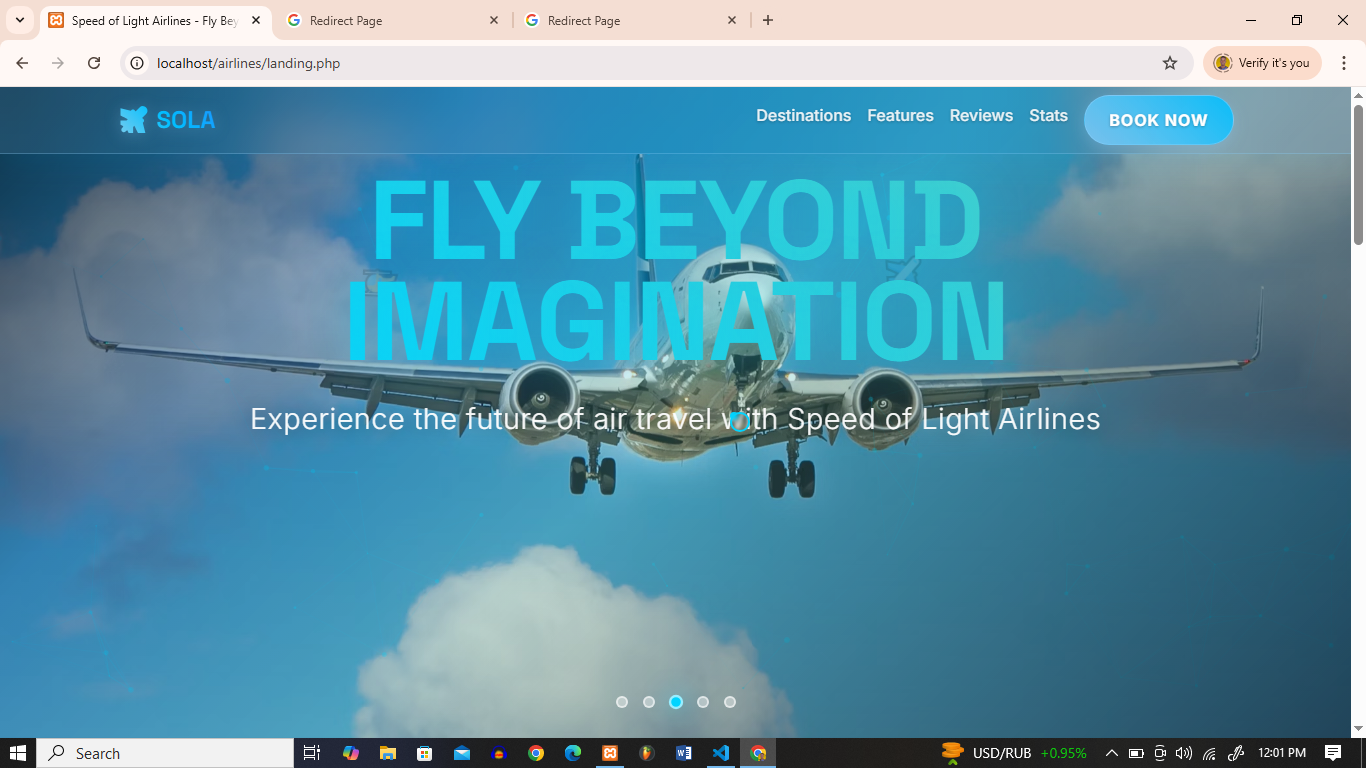 Speed of Light Airlines - Fly Bey
Redirect Page
Redirect Page
localhost/airlines/landing.php
Verify it's you
SOLA
Destinations
Features
Reviews
Stats
BOOK NOW
FLY BEYOND
IMAGINATION
Experience the future of air travel with Speed of Light Airlines
Search
USD/RUB +0.95%
12:01 PM